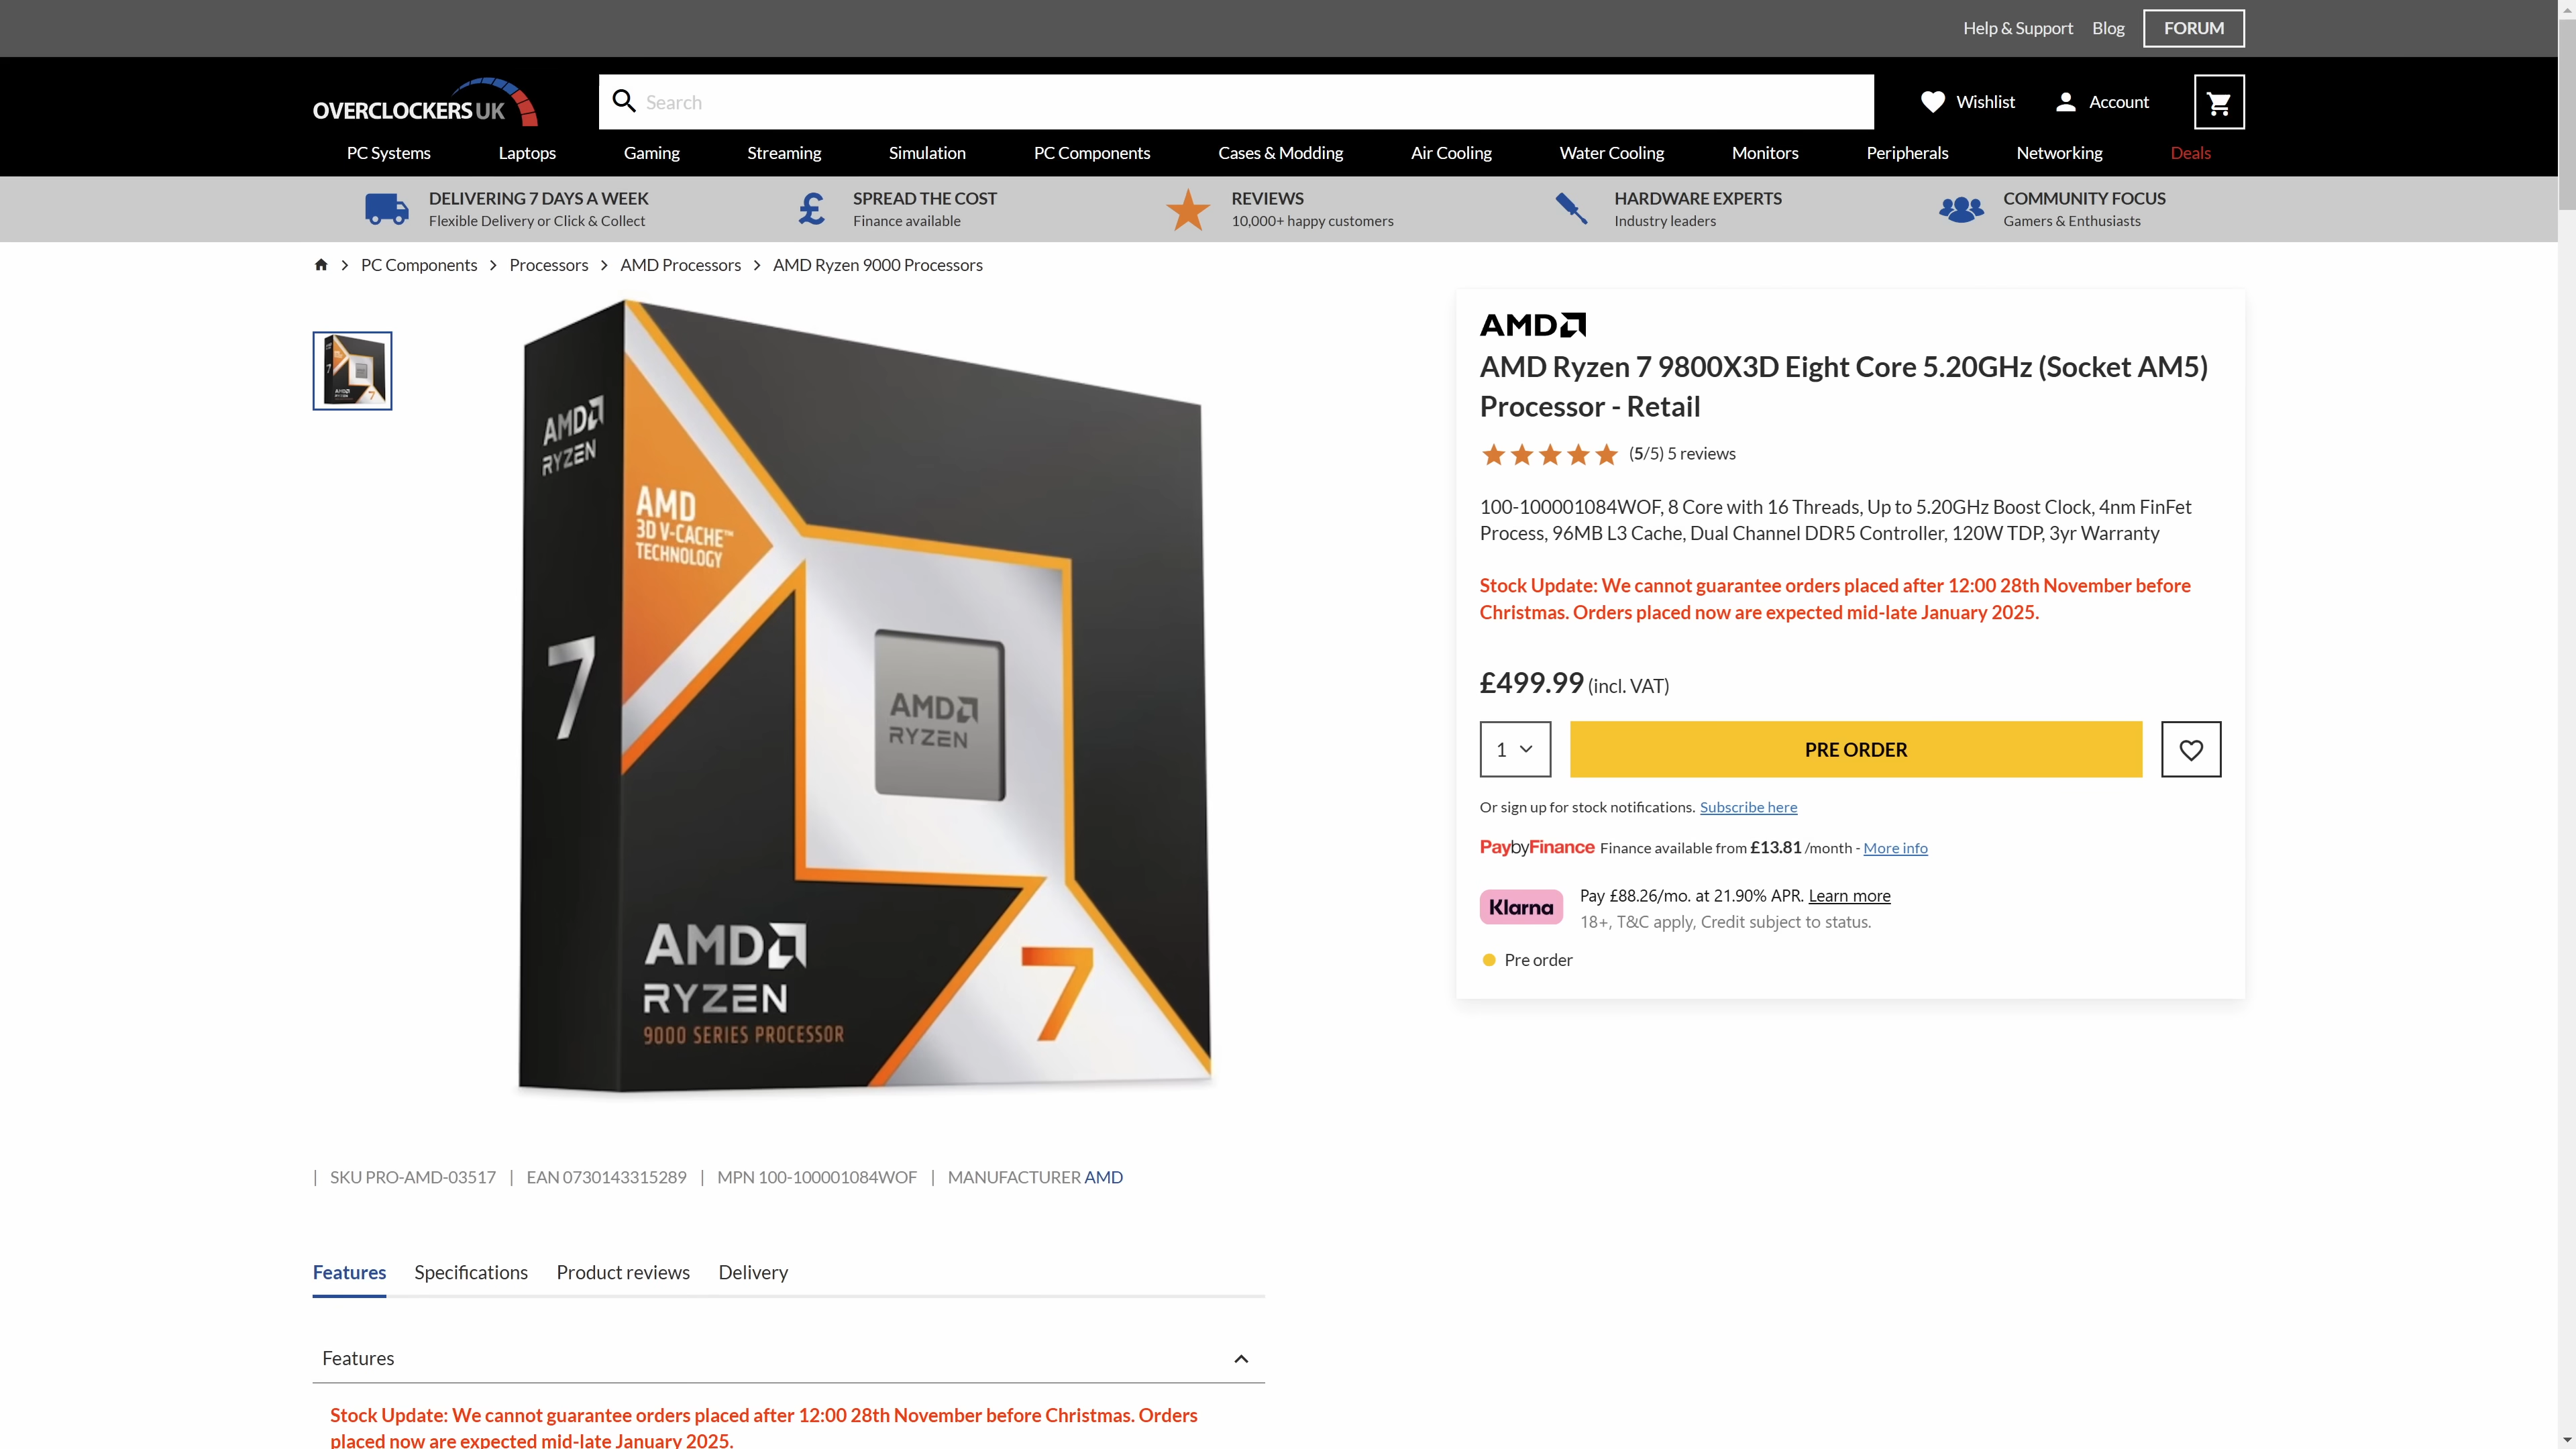 Help & Support Blog FORUM
OVERCLOCKERS UK
Search
Wishlist
Account
PC Systems Laptops Gaming Streaming Simulation PC Components Cases & Modding Air Cooling Water Cooling Monitors Peripherals Networking Deals
DELIVERING 7 DAYS A WEEK
Flexible Delivery or Click & Collect
SPREAD THE COST
Finance available
REVIEWS
10,000+ happy customers
HARDWARE EXPERTS
Industry leaders
COMMUNITY FOCUS
Gamers & Enthusiasts
PC Components > Processors > AMD Processors > AMD Ryzen 9000 Processors
AMD
RYZEN
7
AMD
3D V-CACHE™
TECHNOLOGY
AMD
RYZEN
AMD
RYZEN
9000 SERIES PROCESSOR
7
AMD
AMD Ryzen 7 9800X3D Eight Core 5.20GHz (Socket AM5)
Processor - Retail
(5/5) 5 reviews
100-100001084WOF, 8 Core with 16 Threads, Up to 5.20GHz Boost Clock, 4nm FinFet
Process, 96MB L3 Cache, Dual Channel DDR5 Controller, 120W TDP, 3yr Warranty
Stock Update: We cannot guarantee orders placed after 12:00 28th November before
Christmas. Orders placed now are expected mid-late January 2025.
£499.99 (incl. VAT)
1
PRE ORDER
Or sign up for stock notifications. Subscribe here
PaybyFinance Finance available from £13.81 /month - More info
Klarna
Pay £88.26/mo. at 21.90% APR. Learn more
18+, T&C apply, Credit subject to status.
Pre order
| SKU PRO-AMD-03517 | EAN 0730143315289 | MPN 100-100001084WOF | MANUFACTURER AMD
Features Specifications Product reviews Delivery
Features
Stock Update: We cannot guarantee orders placed after 12:00 28th November before Christmas. Orders
placed now are expected mid-late January 2025.